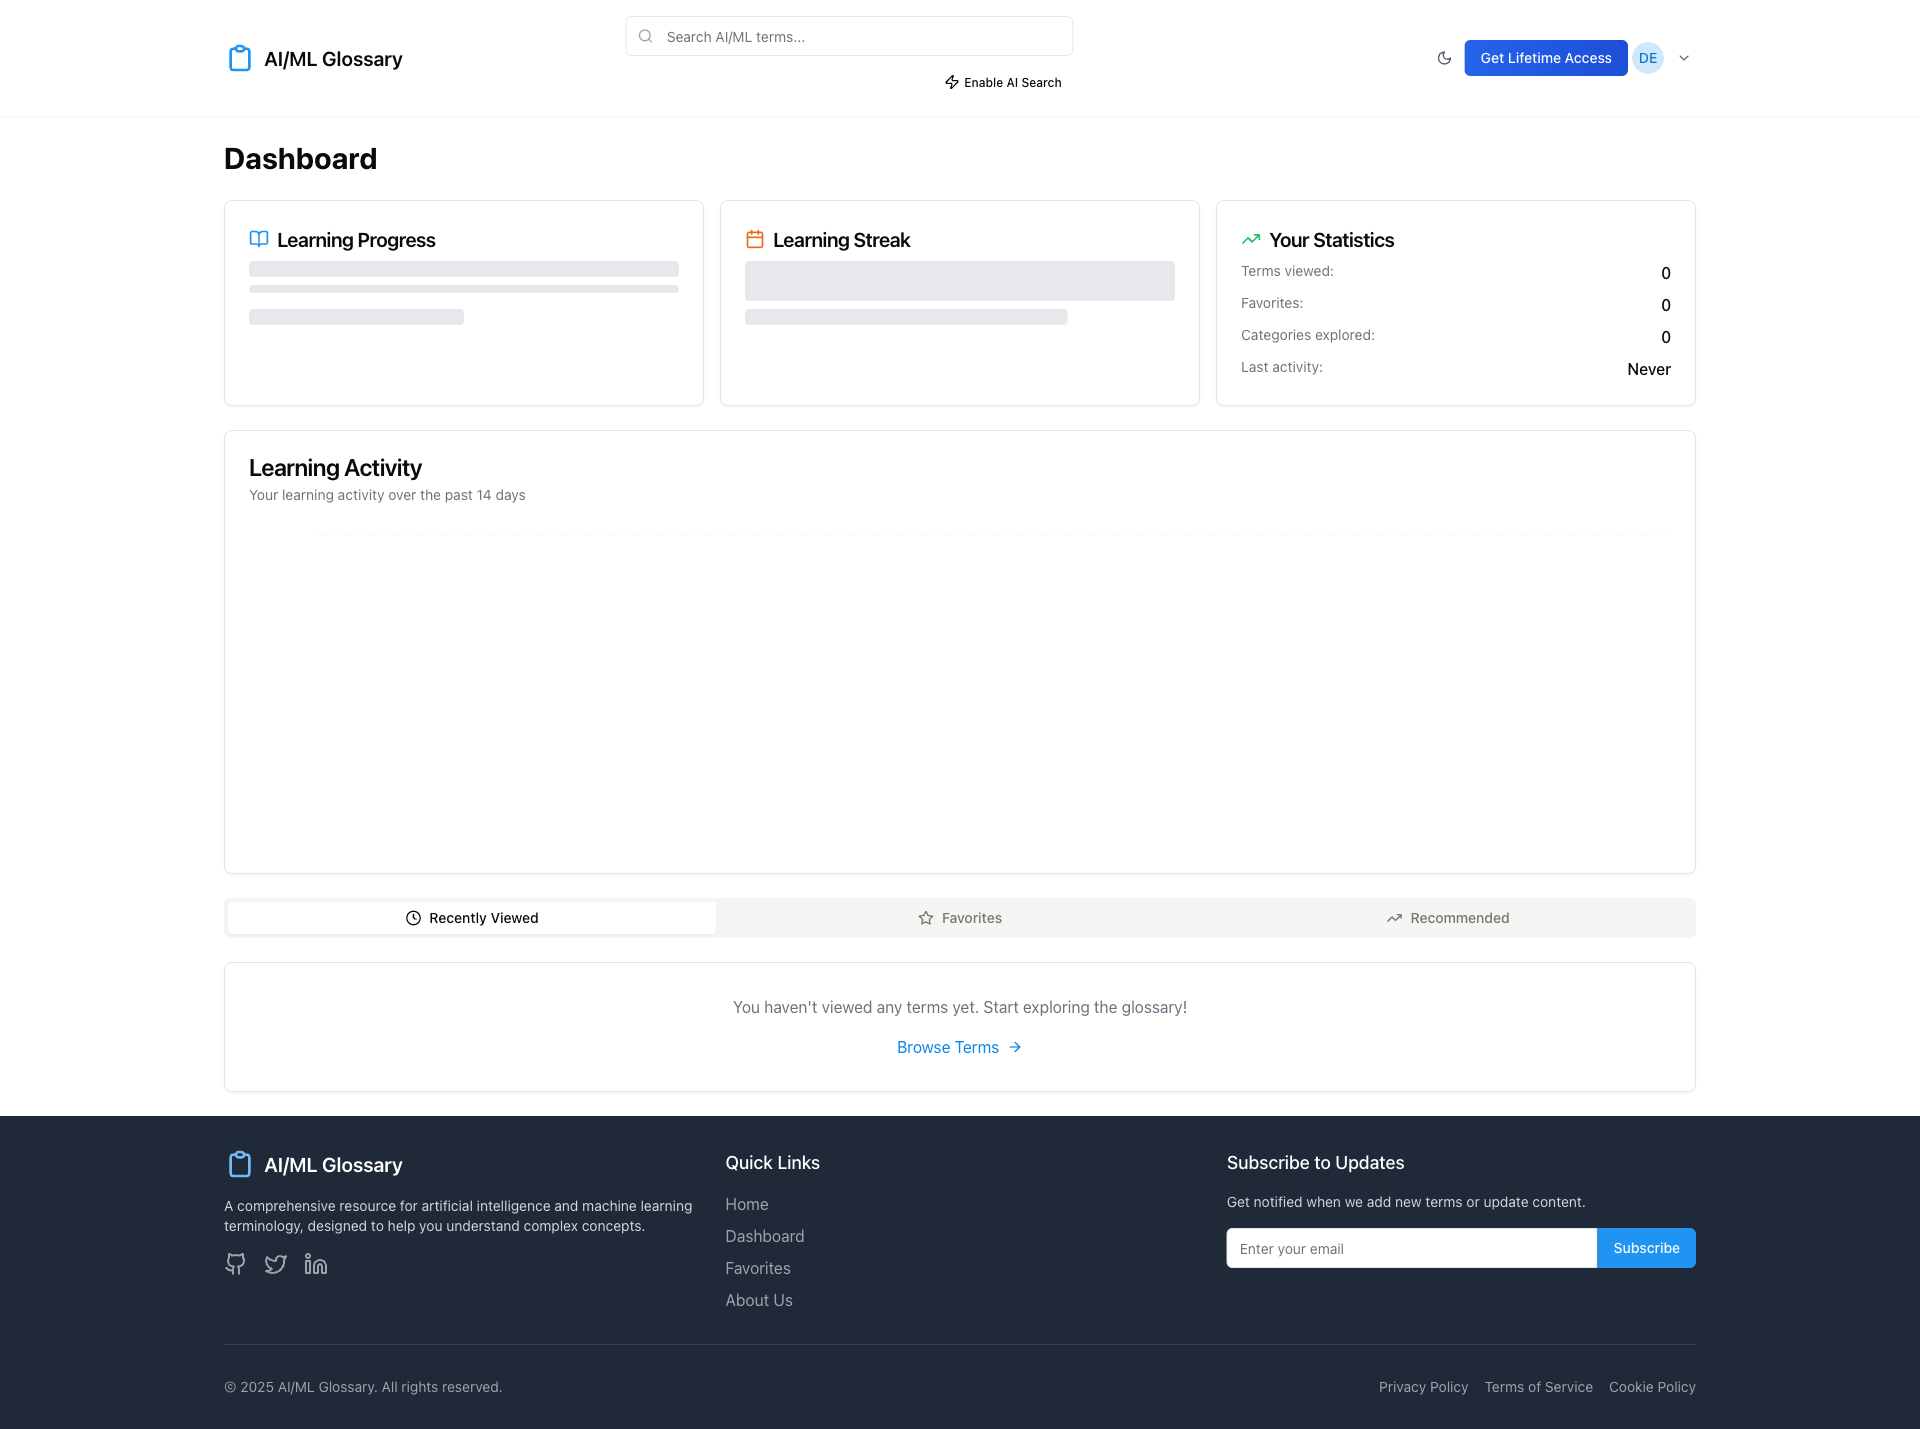 AI/ML Glossary
Search AI/ML terms...
Enable AI Search
Get Lifetime Access
DE
Dashboard
Learning Progress
Learning Streak
Your Statistics
Terms viewed: 0
Favorites: 0
Categories explored: 0
Last activity: Never
Learning Activity
Your learning activity over the past 14 days
Recently Viewed
Favorites
Recommended
You haven't viewed any terms yet. Start exploring the glossary!
Browse Terms
AI/ML Glossary
A comprehensive resource for artificial intelligence and machine learning
terminology, designed to help you understand complex concepts.
Quick Links
Home
Dashboard
Favorites
About Us
Subscribe to Updates
Get notified when we add new terms or update content.
Enter your email
Subscribe
© 2025 AI/ML Glossary. All rights reserved.
Privacy Policy
Terms of Service
Cookie Policy